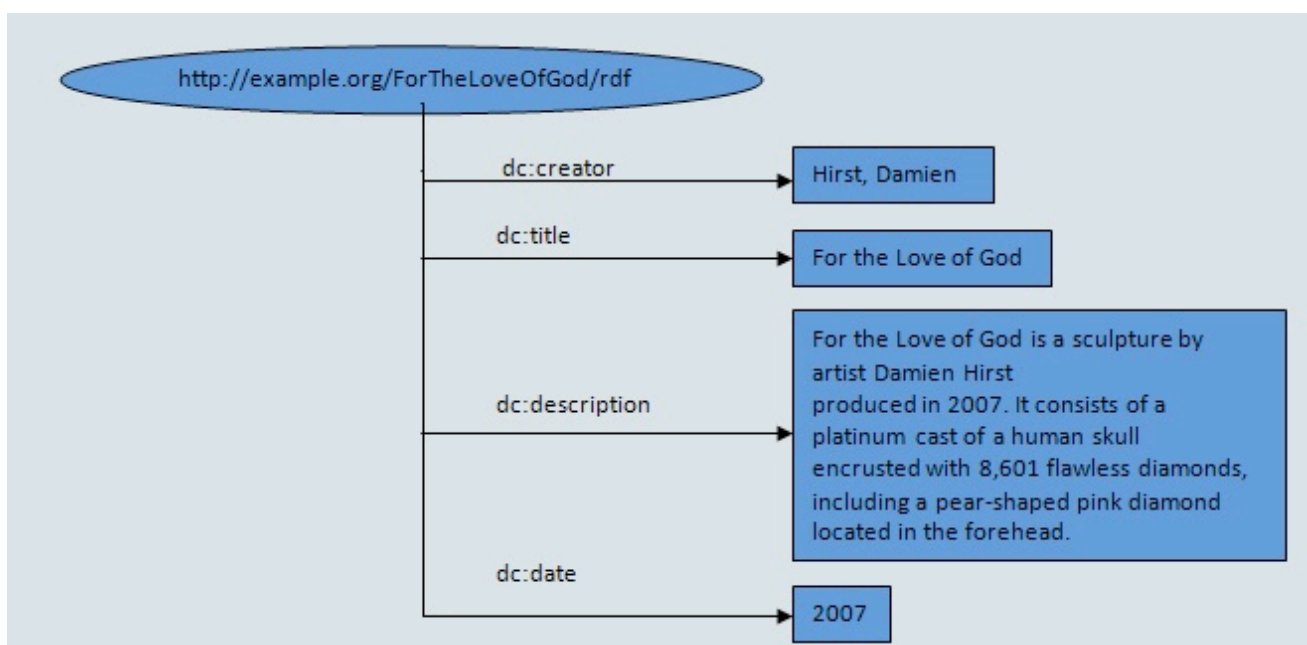 http://example.org/ForTheLoveOfGod/rdf
dc:creator
Hirst, Damien
dc:title
For the Love of God
dc:description
For the Love of God is a sculpture by
artist Damien Hirst
produced in 2007. It consists of a
platinum cast of a human skull
encrusted with 8,601 flawless diamonds,
including a pear-shaped pink diamond
located in the forehead.
dc:date
2007